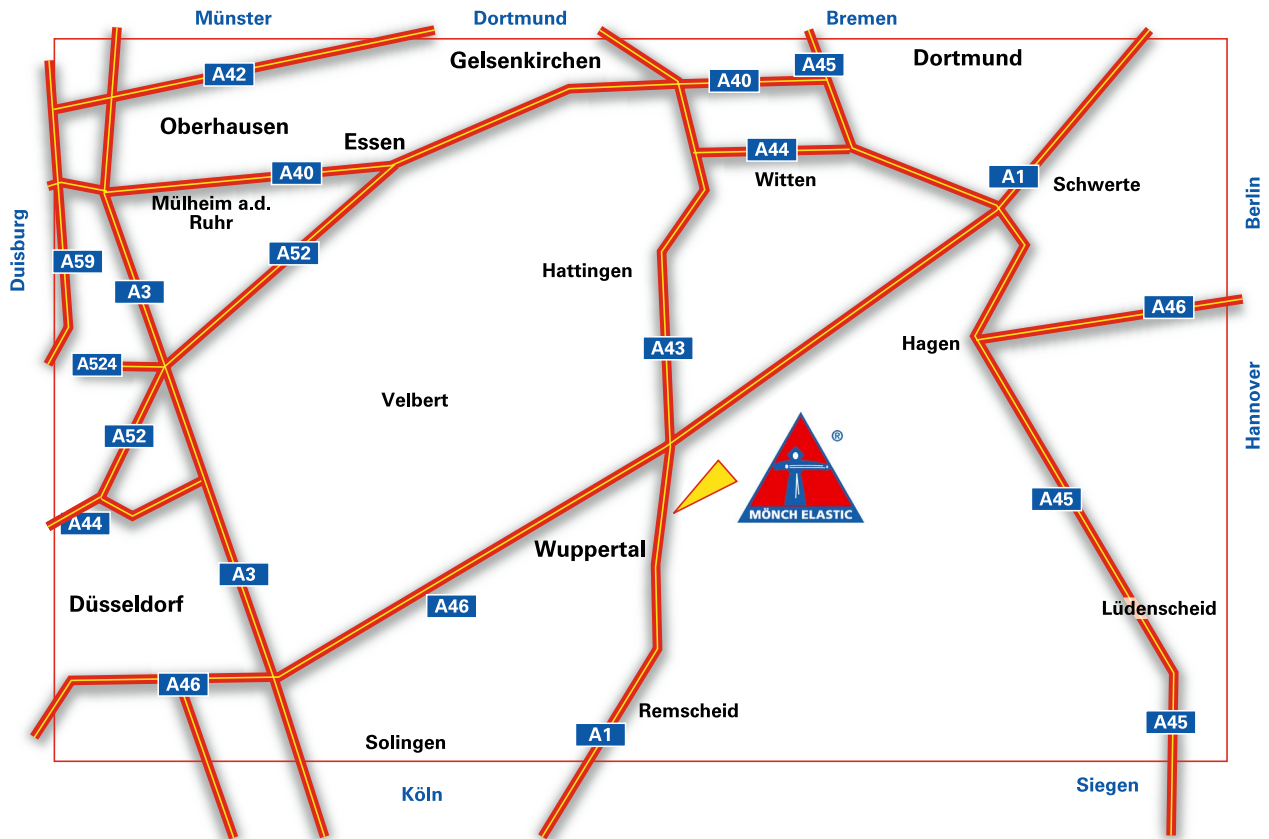 Münster
Dortmund
Bremen
Gelsenkirchen
Dortmund
A42
A40
A45
Oberhausen
Essen
A44
A40
Witten
A1
Schwerte
Mülheim a.d.
Ruhr
Berlin
Duisburg
A59
A52
A3
Hattingen
A46
A43
Hagen
A524
Velbert
Hannover
A52
®
MÖNCH ELASTIC
A45
A44
Wuppertal
A3
Düsseldorf
A46
Lüdenscheid
A46
Remscheid
A45
A1
Solingen
Köln
Siegen